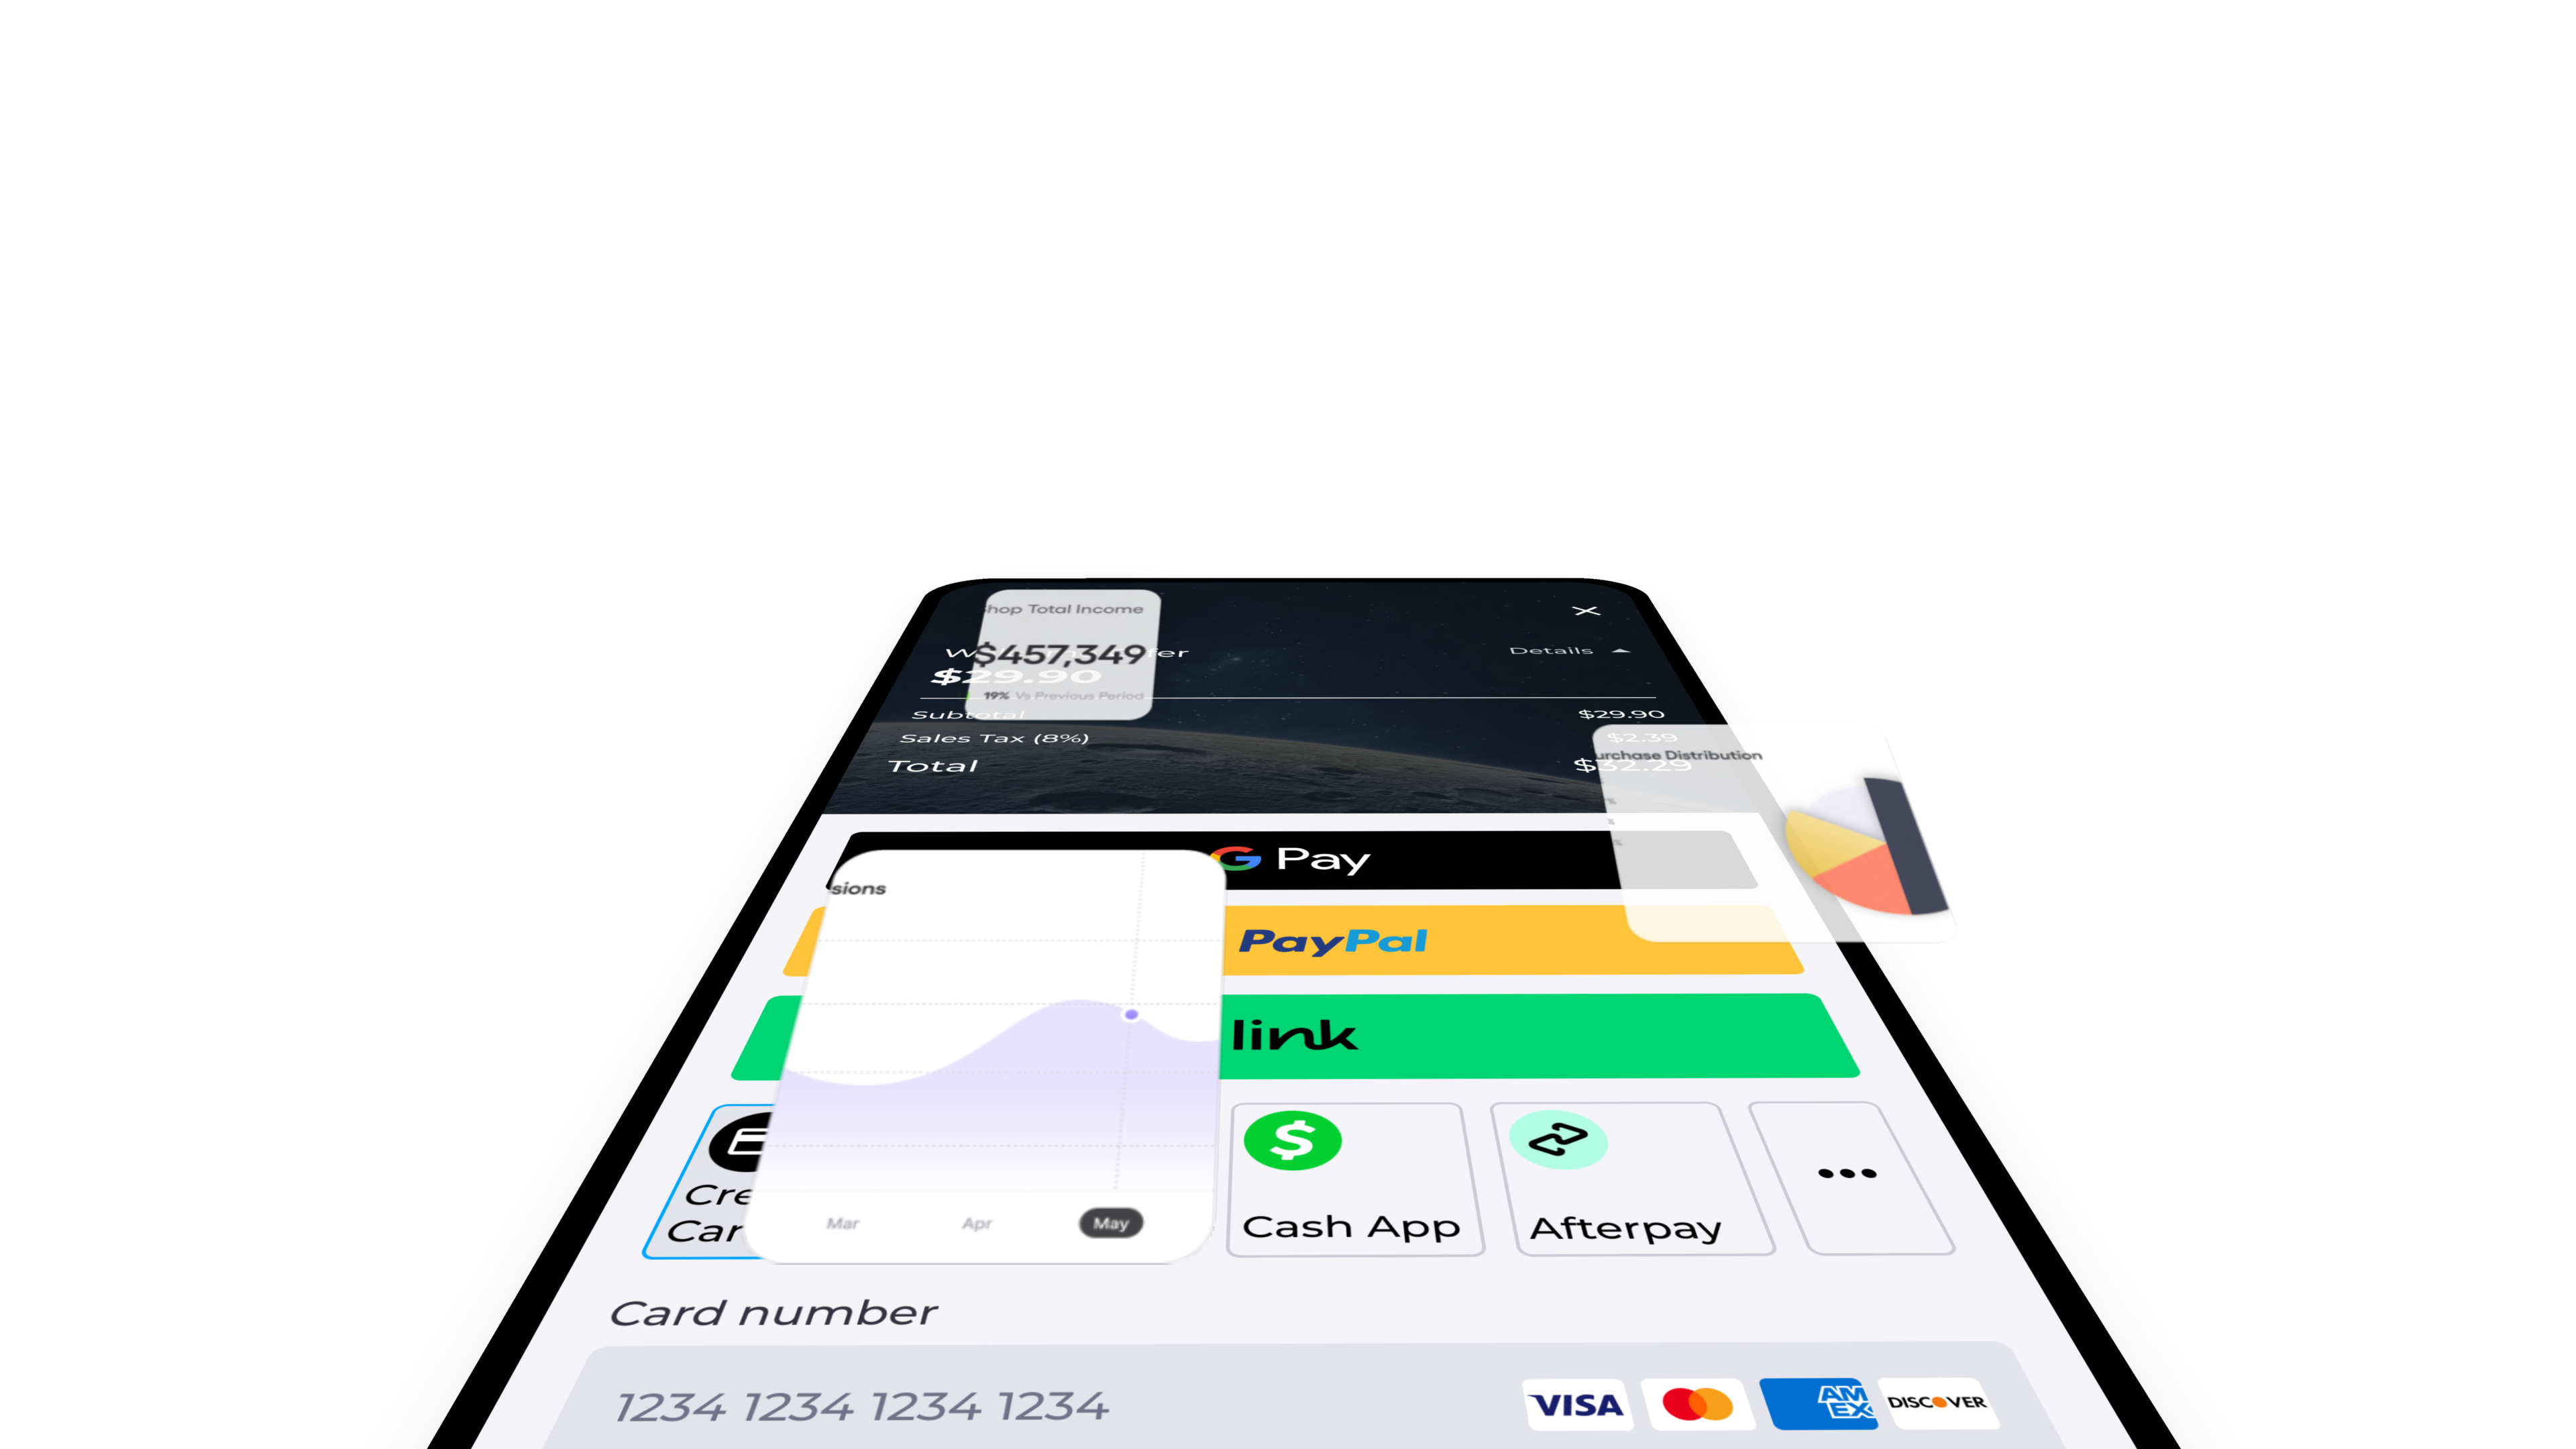 hop Total Income
$457,349
fer
Details
$29.90
19% Vs Previous Period
Subtotal
$29.90
Sales Tax (8%)
$2.39
urchase Distribution
Total
$32.29
G Pay
sions
PayPal
link
Cre
Car
Cash App
Afterpay
Mar
Apr
May
Card number
1234 1234 1234 1234
VISA
AM
EX
DISCOVER